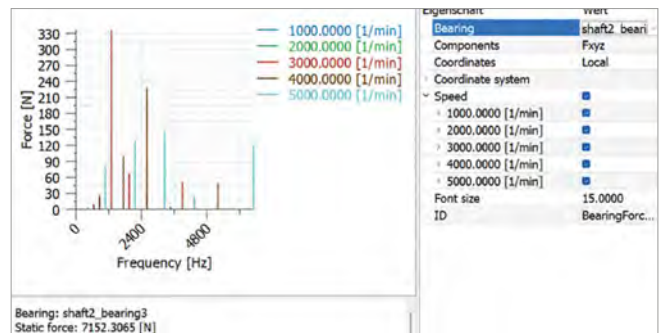 330
300
270
240
210
180
150
120
90
60
30
0
Force [N]
0
2400
4800
Frequency [Hz]
1000.0000 [1/min]
2000.0000 [1/min]
3000.0000 [1/min]
4000.0000 [1/min]
5000.0000 [1/min]
Eigenschaft Wert
Bearing shaft2_beari
Components Fxyz
Coordinates Local
Coordinate system
Speed
1000.0000 [1/min]
2000.0000 [1/min]
3000.0000 [1/min]
4000.0000 [1/min]
5000.0000 [1/min]
Font size 15.0000
ID BearingForc...
Bearing: shaft2_bearing3
Static force: 7152.3065 [N]